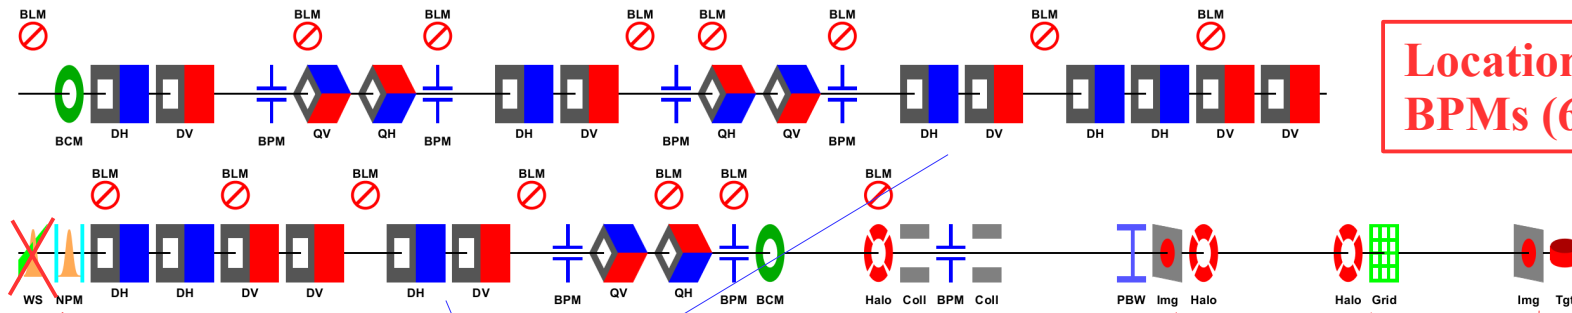 BLM BLM BLM BLM BLM BLM BLM BLM
BCM DH DV BPM QV QH BPM DH DV BPM QH QV BPM DH DV DH DH DV DV
Location
BPMs (6
BLM BLM BLM BLM BLM BLM BLM
WS NPM DH DH DV DV DH DV BPM QV QH BPM BCM Halo Coll BPM Coll PBW Img Halo Halo Grid Img Tgt